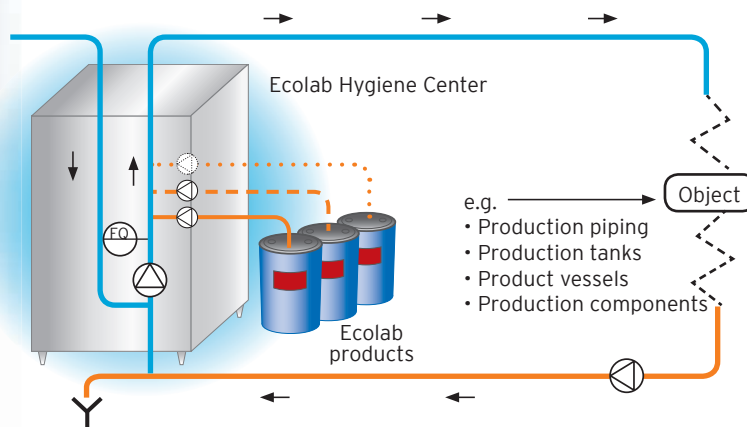 Ecolab Hygiene Center
FQ
e.g.
Object
• Production piping
• Production tanks
• Product vessels
• Production components
Ecolab
products